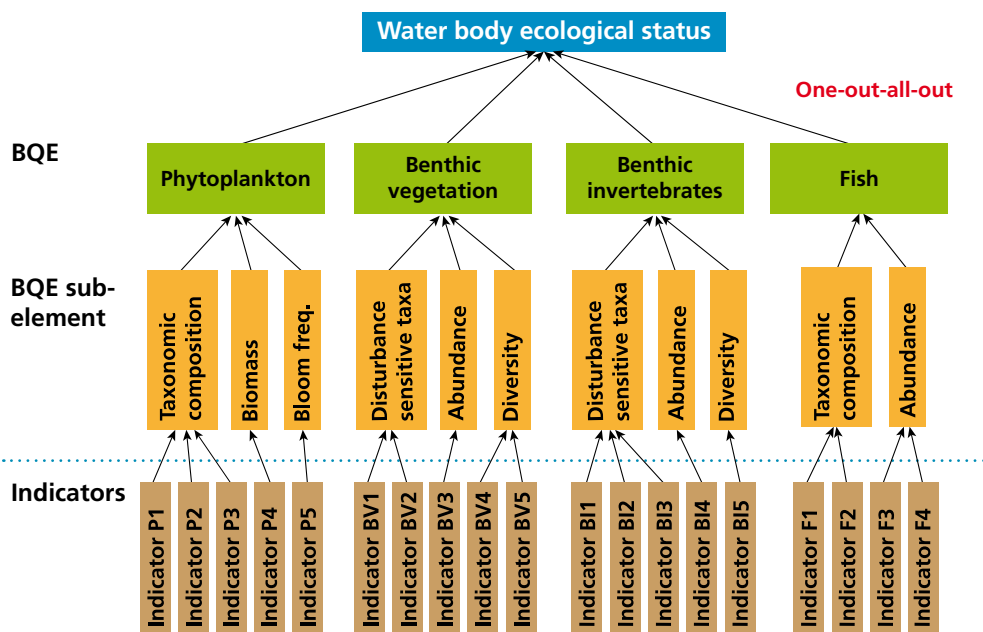 Water body ecological status
One-out-all-out
BQE
Phytoplankton
Benthic
vegetation
Benthic
invertebrates
Fish
BQE sub-
element
Taxonomic
composition
Biomass
Bloom freq.
Disturbance
sensitive taxa
Abundance
Diversity
Disturbance
sensitive taxa
Abundance
Diversity
Taxonomic
composition
Abundance
Indicators
Indicator P1
Indicator P2
Indicator P3
Indicator P4
Indicator P5
Indicator BV1
Indicator BV2
Indicator BV3
Indicator BV4
Indicator BV5
Indicator BI1
Indicator BI2
Indicator BI3
Indicator BI4
Indicator BI5
Indicator F1
Indicator F2
Indicator F3
Indicator F4